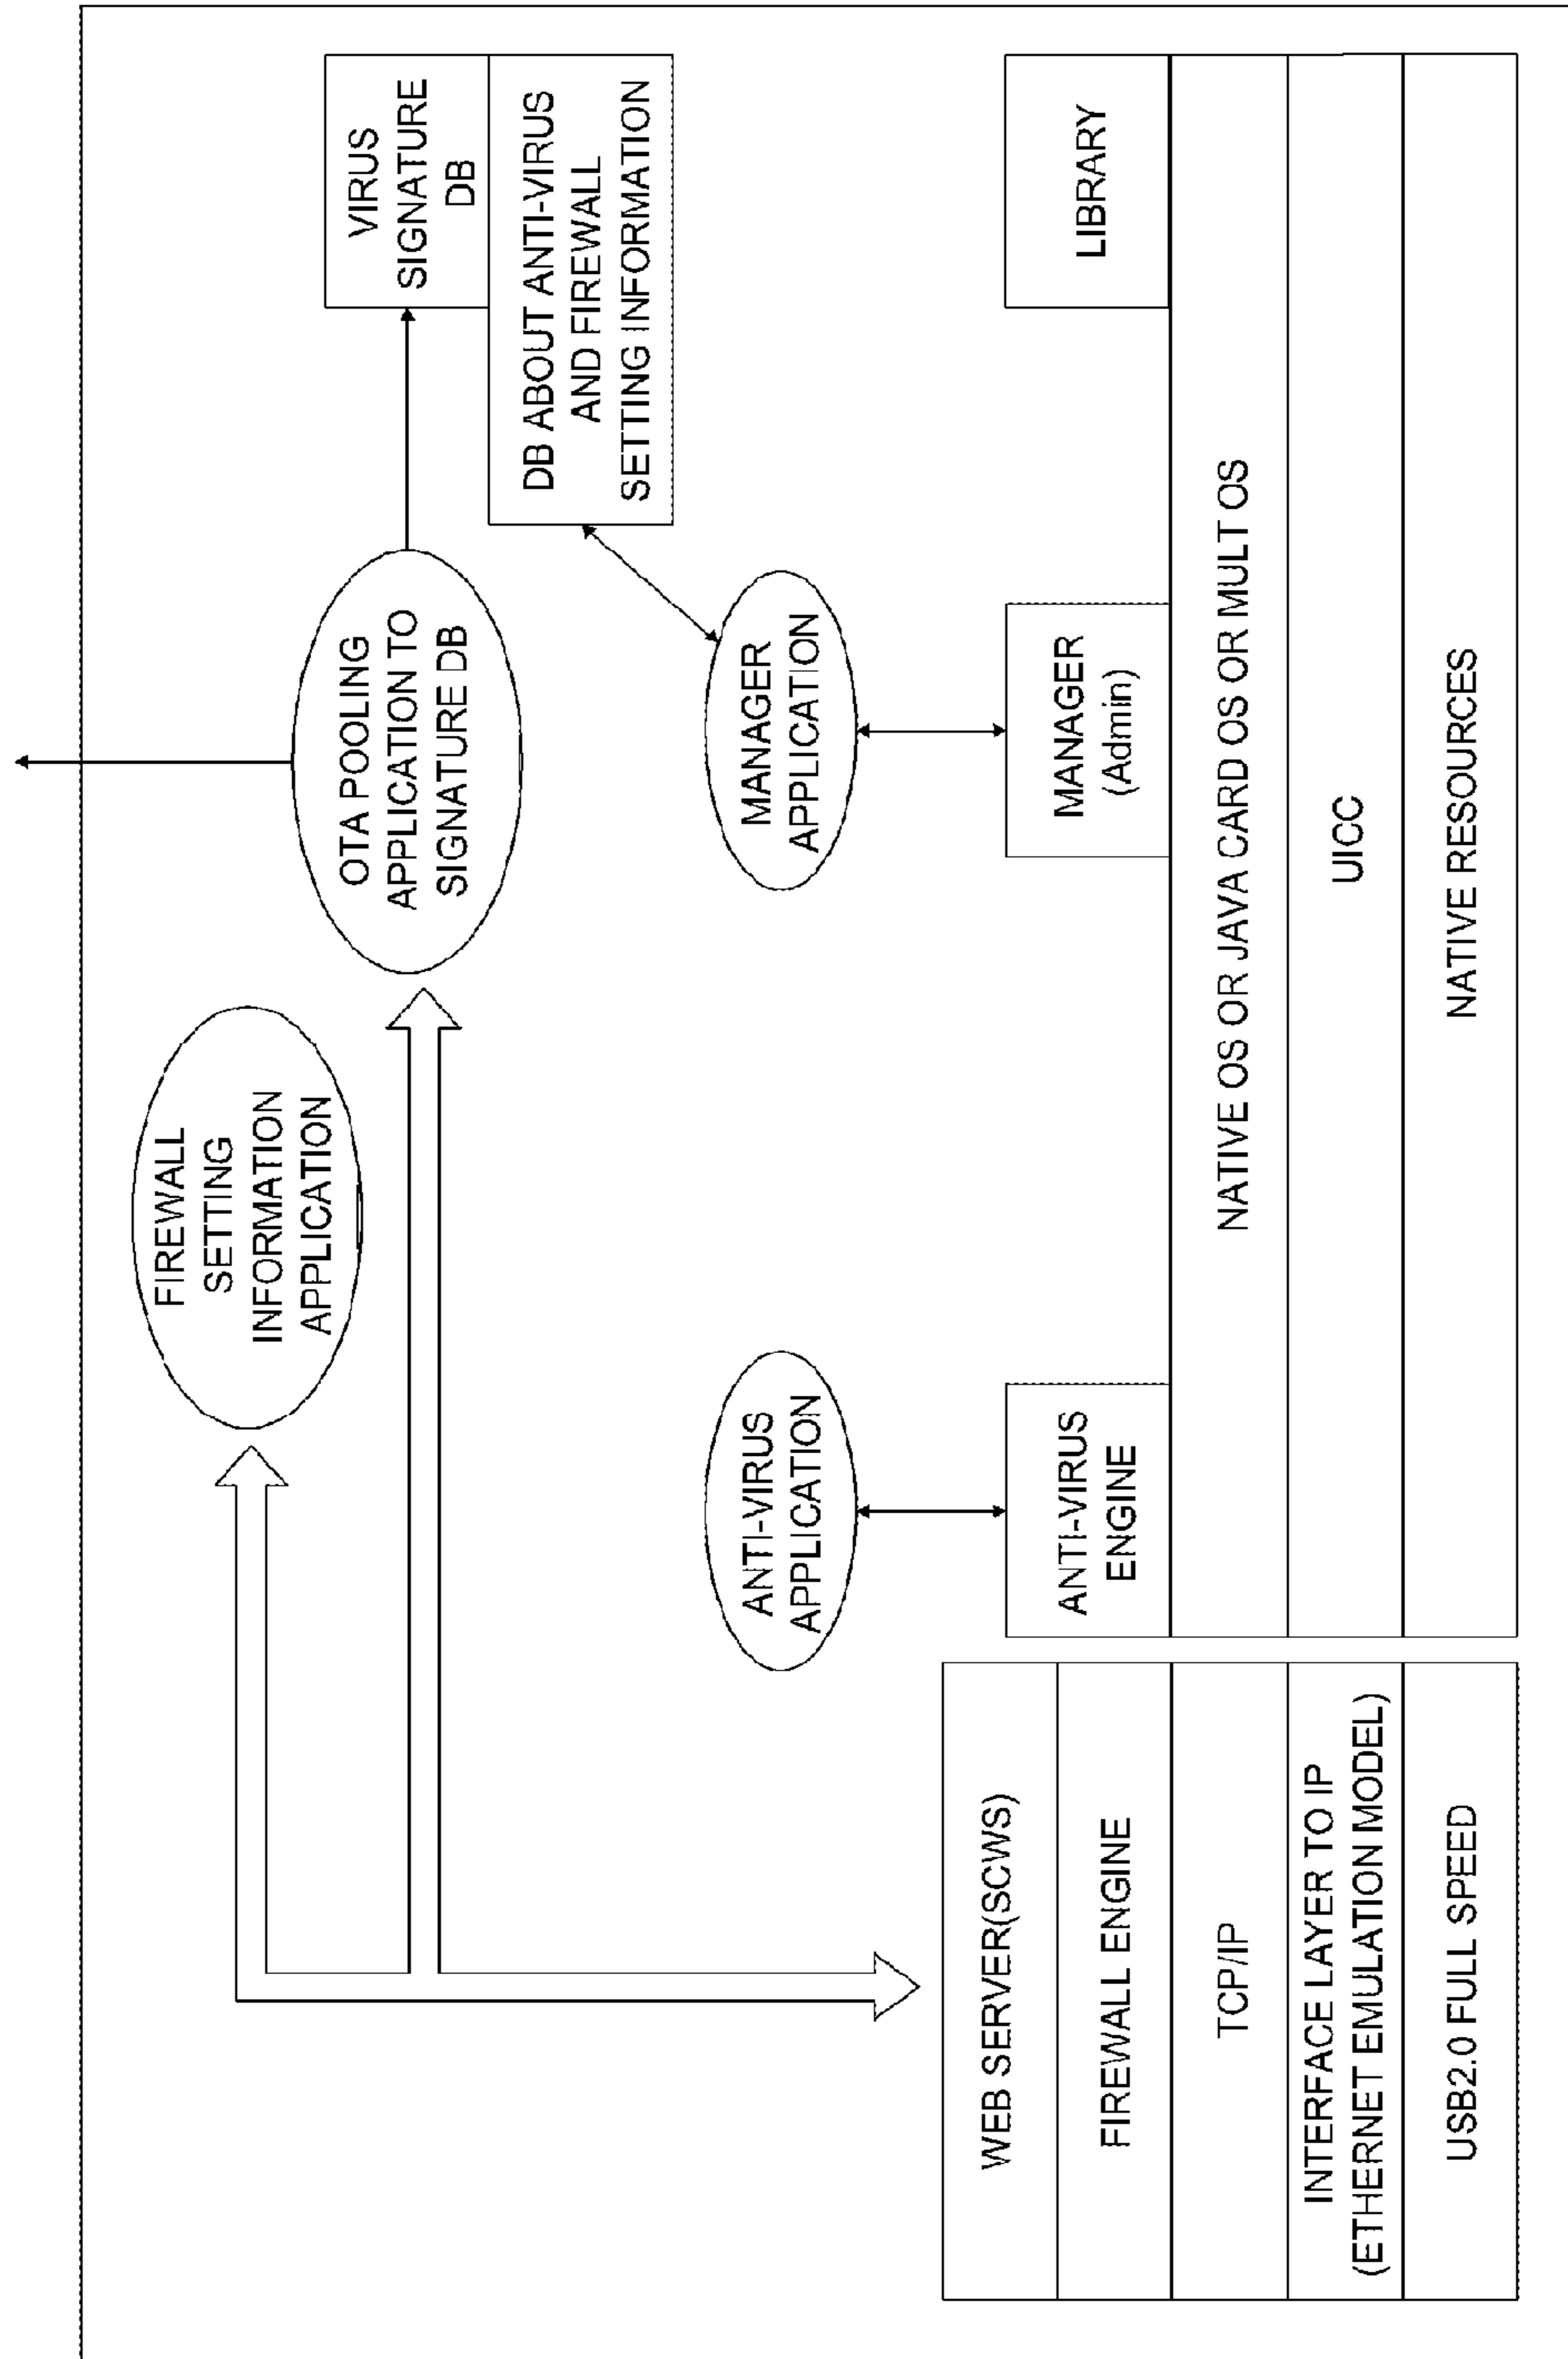 FIREWALL
SETTING
INFORMATION
APPLICATION
OTA POOLING
APPLICATION TO
SIGNATURE DB
VIRUS
SIGNATURE
DB
DB ABOUT ANTI-VIRUS
AND FIREWALL
SETTING INFORMATION
ANTI-VIRUS
APPLICATION
MANAGER
APPLICATION
WEB SERVER(SCWS)
FIREWALL ENGINE
TCP/IP
INTERFACE LAYER TO IP
(ETHERNET EMULATION MODEL)
USB2.0 FULL SPEED
ANTI-VIRUS
ENGINE
MANAGER
(Admin)
LIBRARY
NATIVE OS OR JAVA CARD OS OR MULT OS
UICC
NATIVE RESOURCES